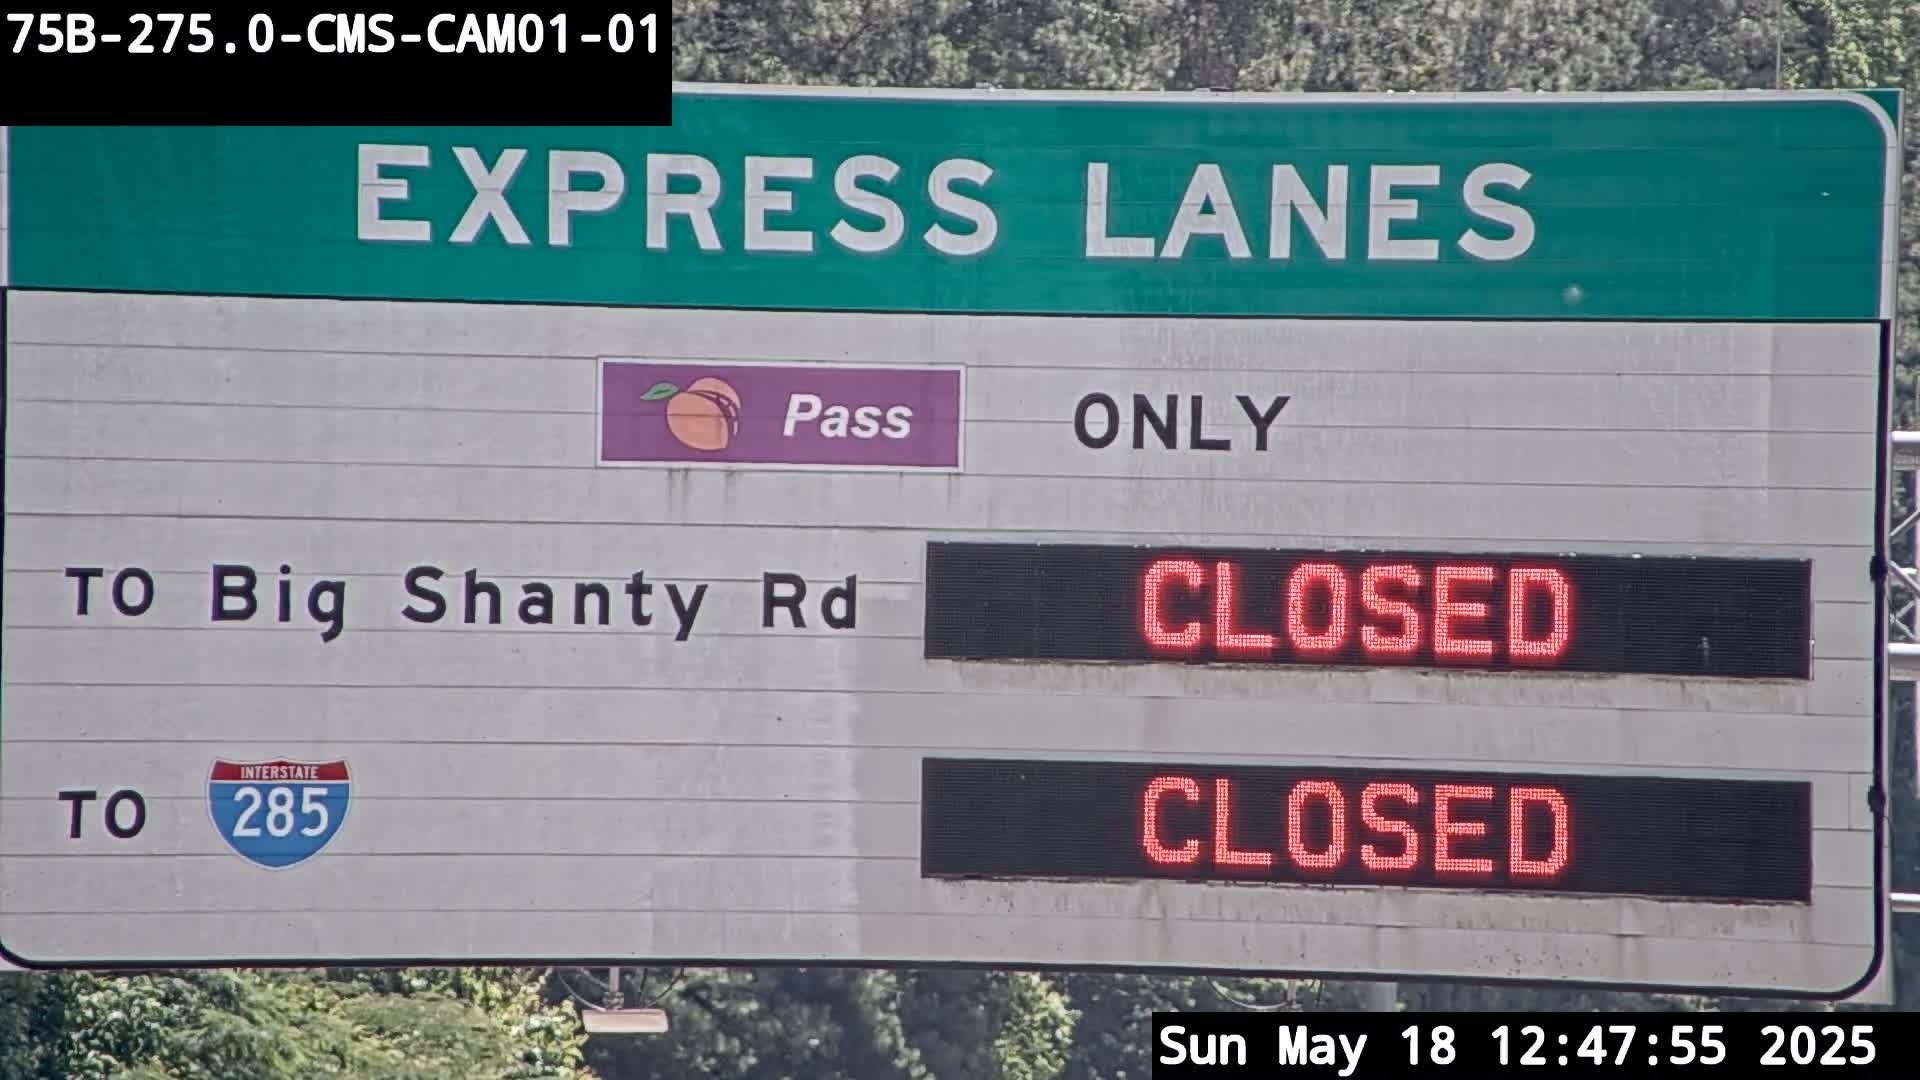 75B-275.0-CMS-CAM01-01
EXPRESS LANES
Pass ONLY
TO Big Shanty Rd CLOSED
TO INTERSTATE 285 CLOSED
Sun May 18 12:47:55 2025